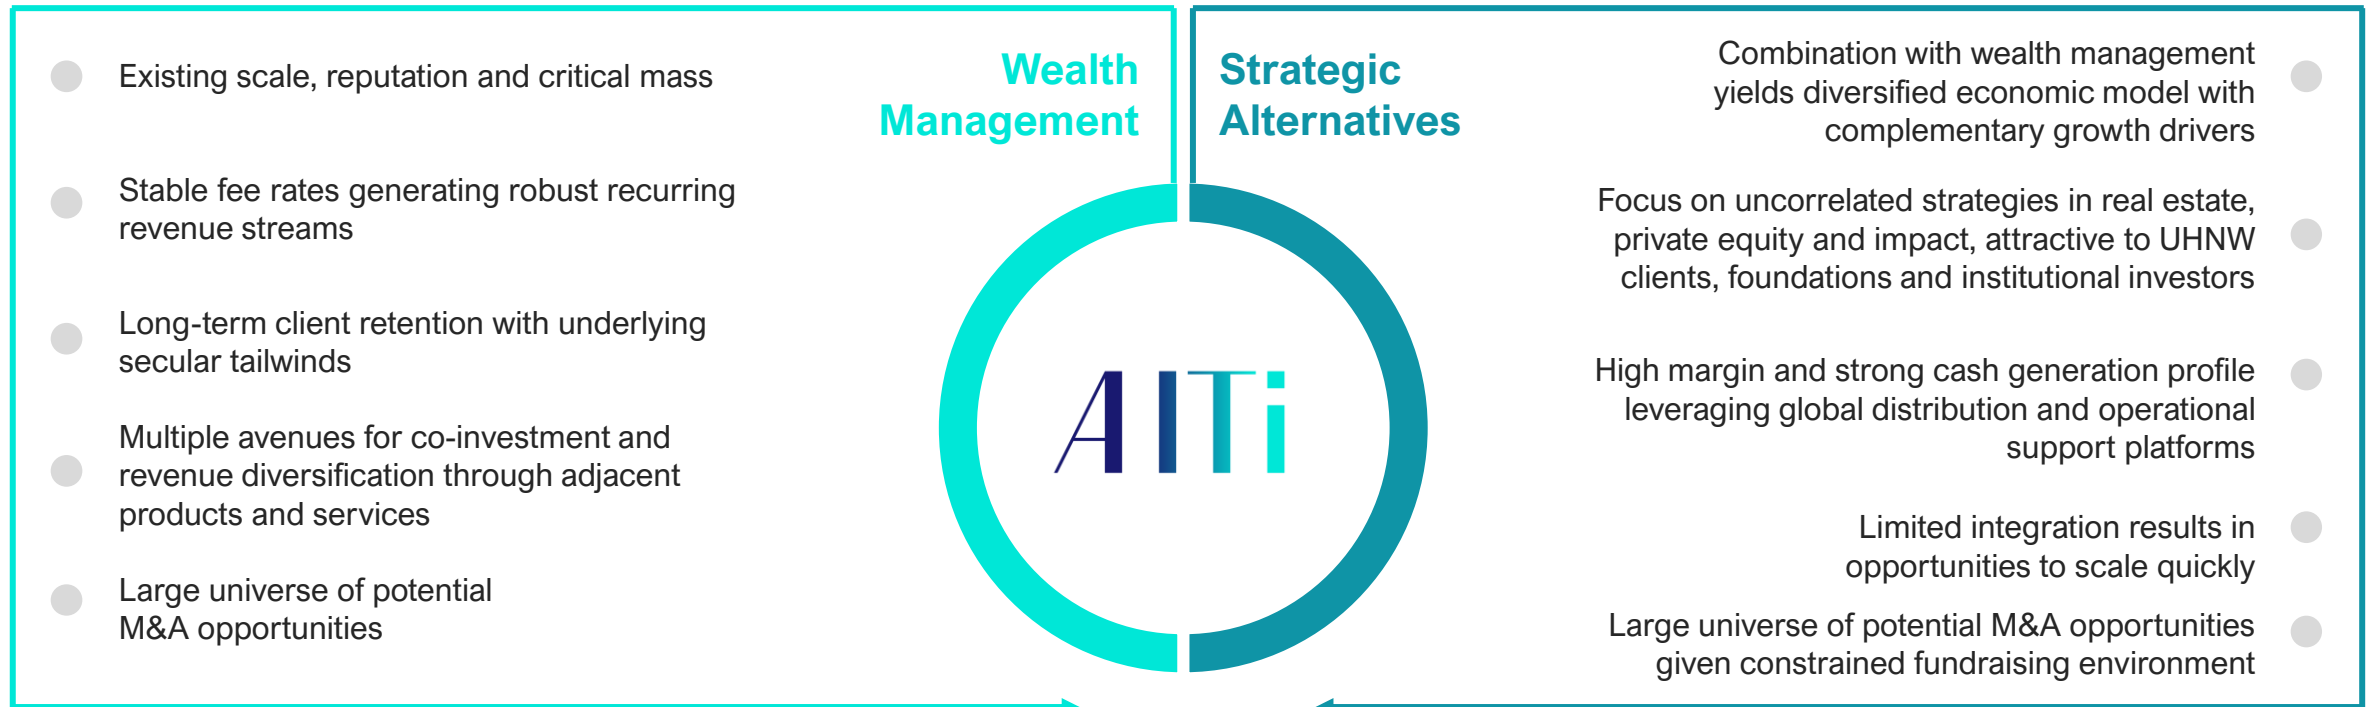 Wealth
Management
Existing scale, reputation and critical mass
Stable fee rates generating robust recurring
revenue streams
Long-term client retention with underlying
secular tailwinds
Multiple avenues for co-investment and
revenue diversification through adjacent
products and services
Large universe of potential
M&A opportunities
AlTi
Strategic
Alternatives
Combination with wealth management
yields diversified economic model with
complementary growth drivers
Focus on uncorrelated strategies in real estate,
private equity and impact, attractive to UHNW
clients, foundations and institutional investors
High margin and strong cash generation profile
leveraging global distribution and operational
support platforms
Limited integration results in
opportunities to scale quickly
Large universe of potential M&A opportunities
given constrained fundraising environment